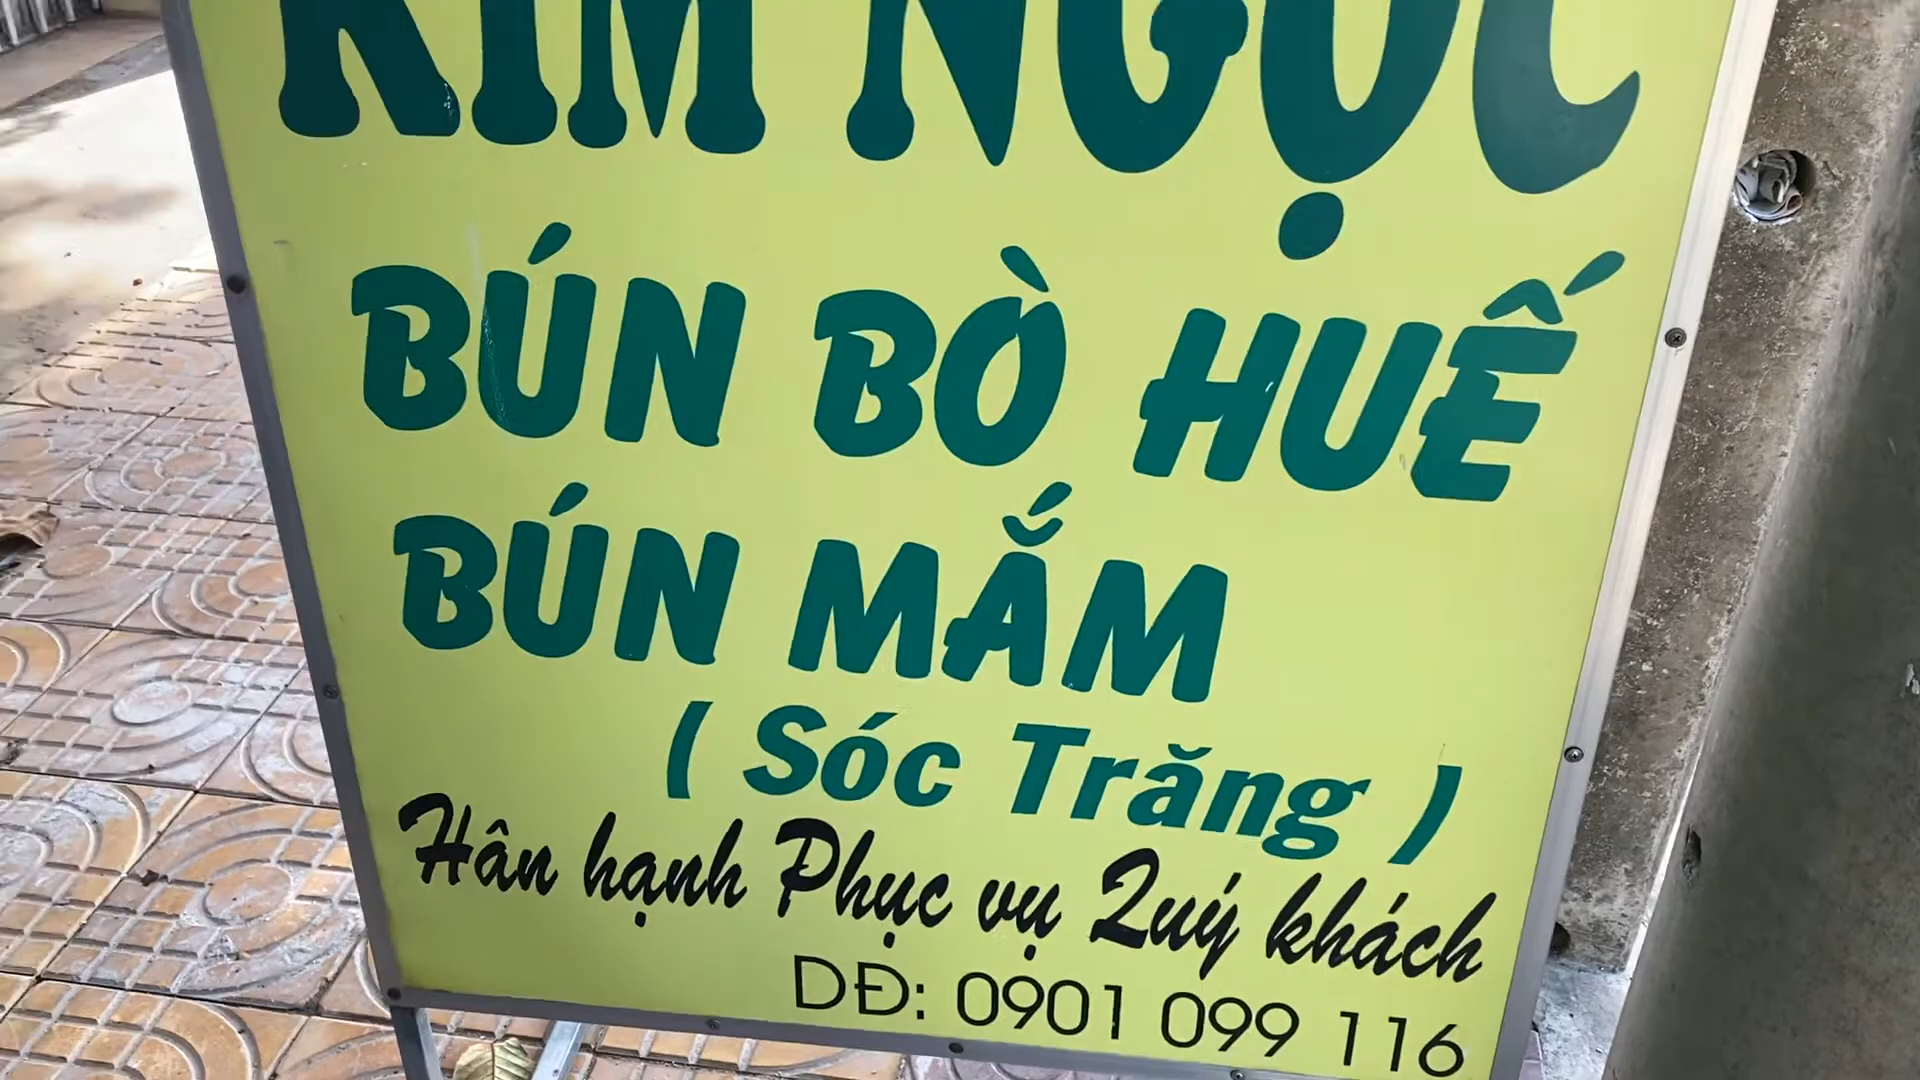 KIM NGỌC
BÚN BÒ HUẾ
BÚN MẮM
( Sóc Trăng )
Hân hạnh Phục vụ Quý khách
DĐ: 0901 099 116